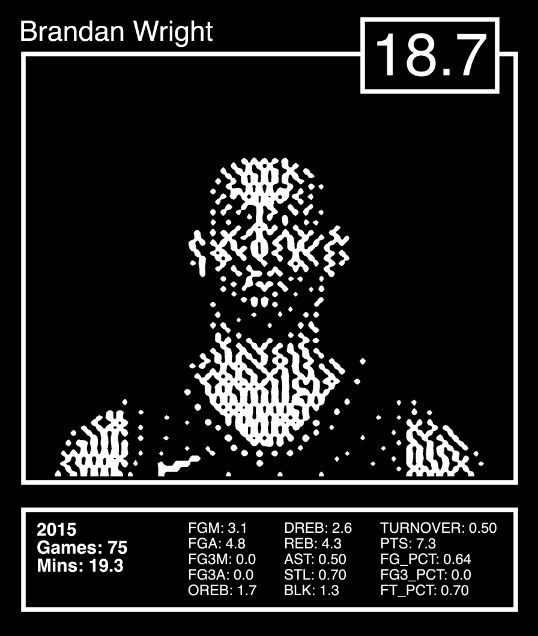 Brandan Wright
18.7
2015
Games: 75
Mins: 19.3
FGM: 3.1
FGA: 4.8
FG3M: 0.0
FG3A: 0.0
OREB: 1.7
DREB: 2.6
REB: 4.3
AST: 0.50
STL: 0.70
BLK: 1.3
TURNOVER: 0.50
PTS: 7.3
FG_PCT: 0.64
FG3_PCT: 0.0
FT_PCT: 0.70